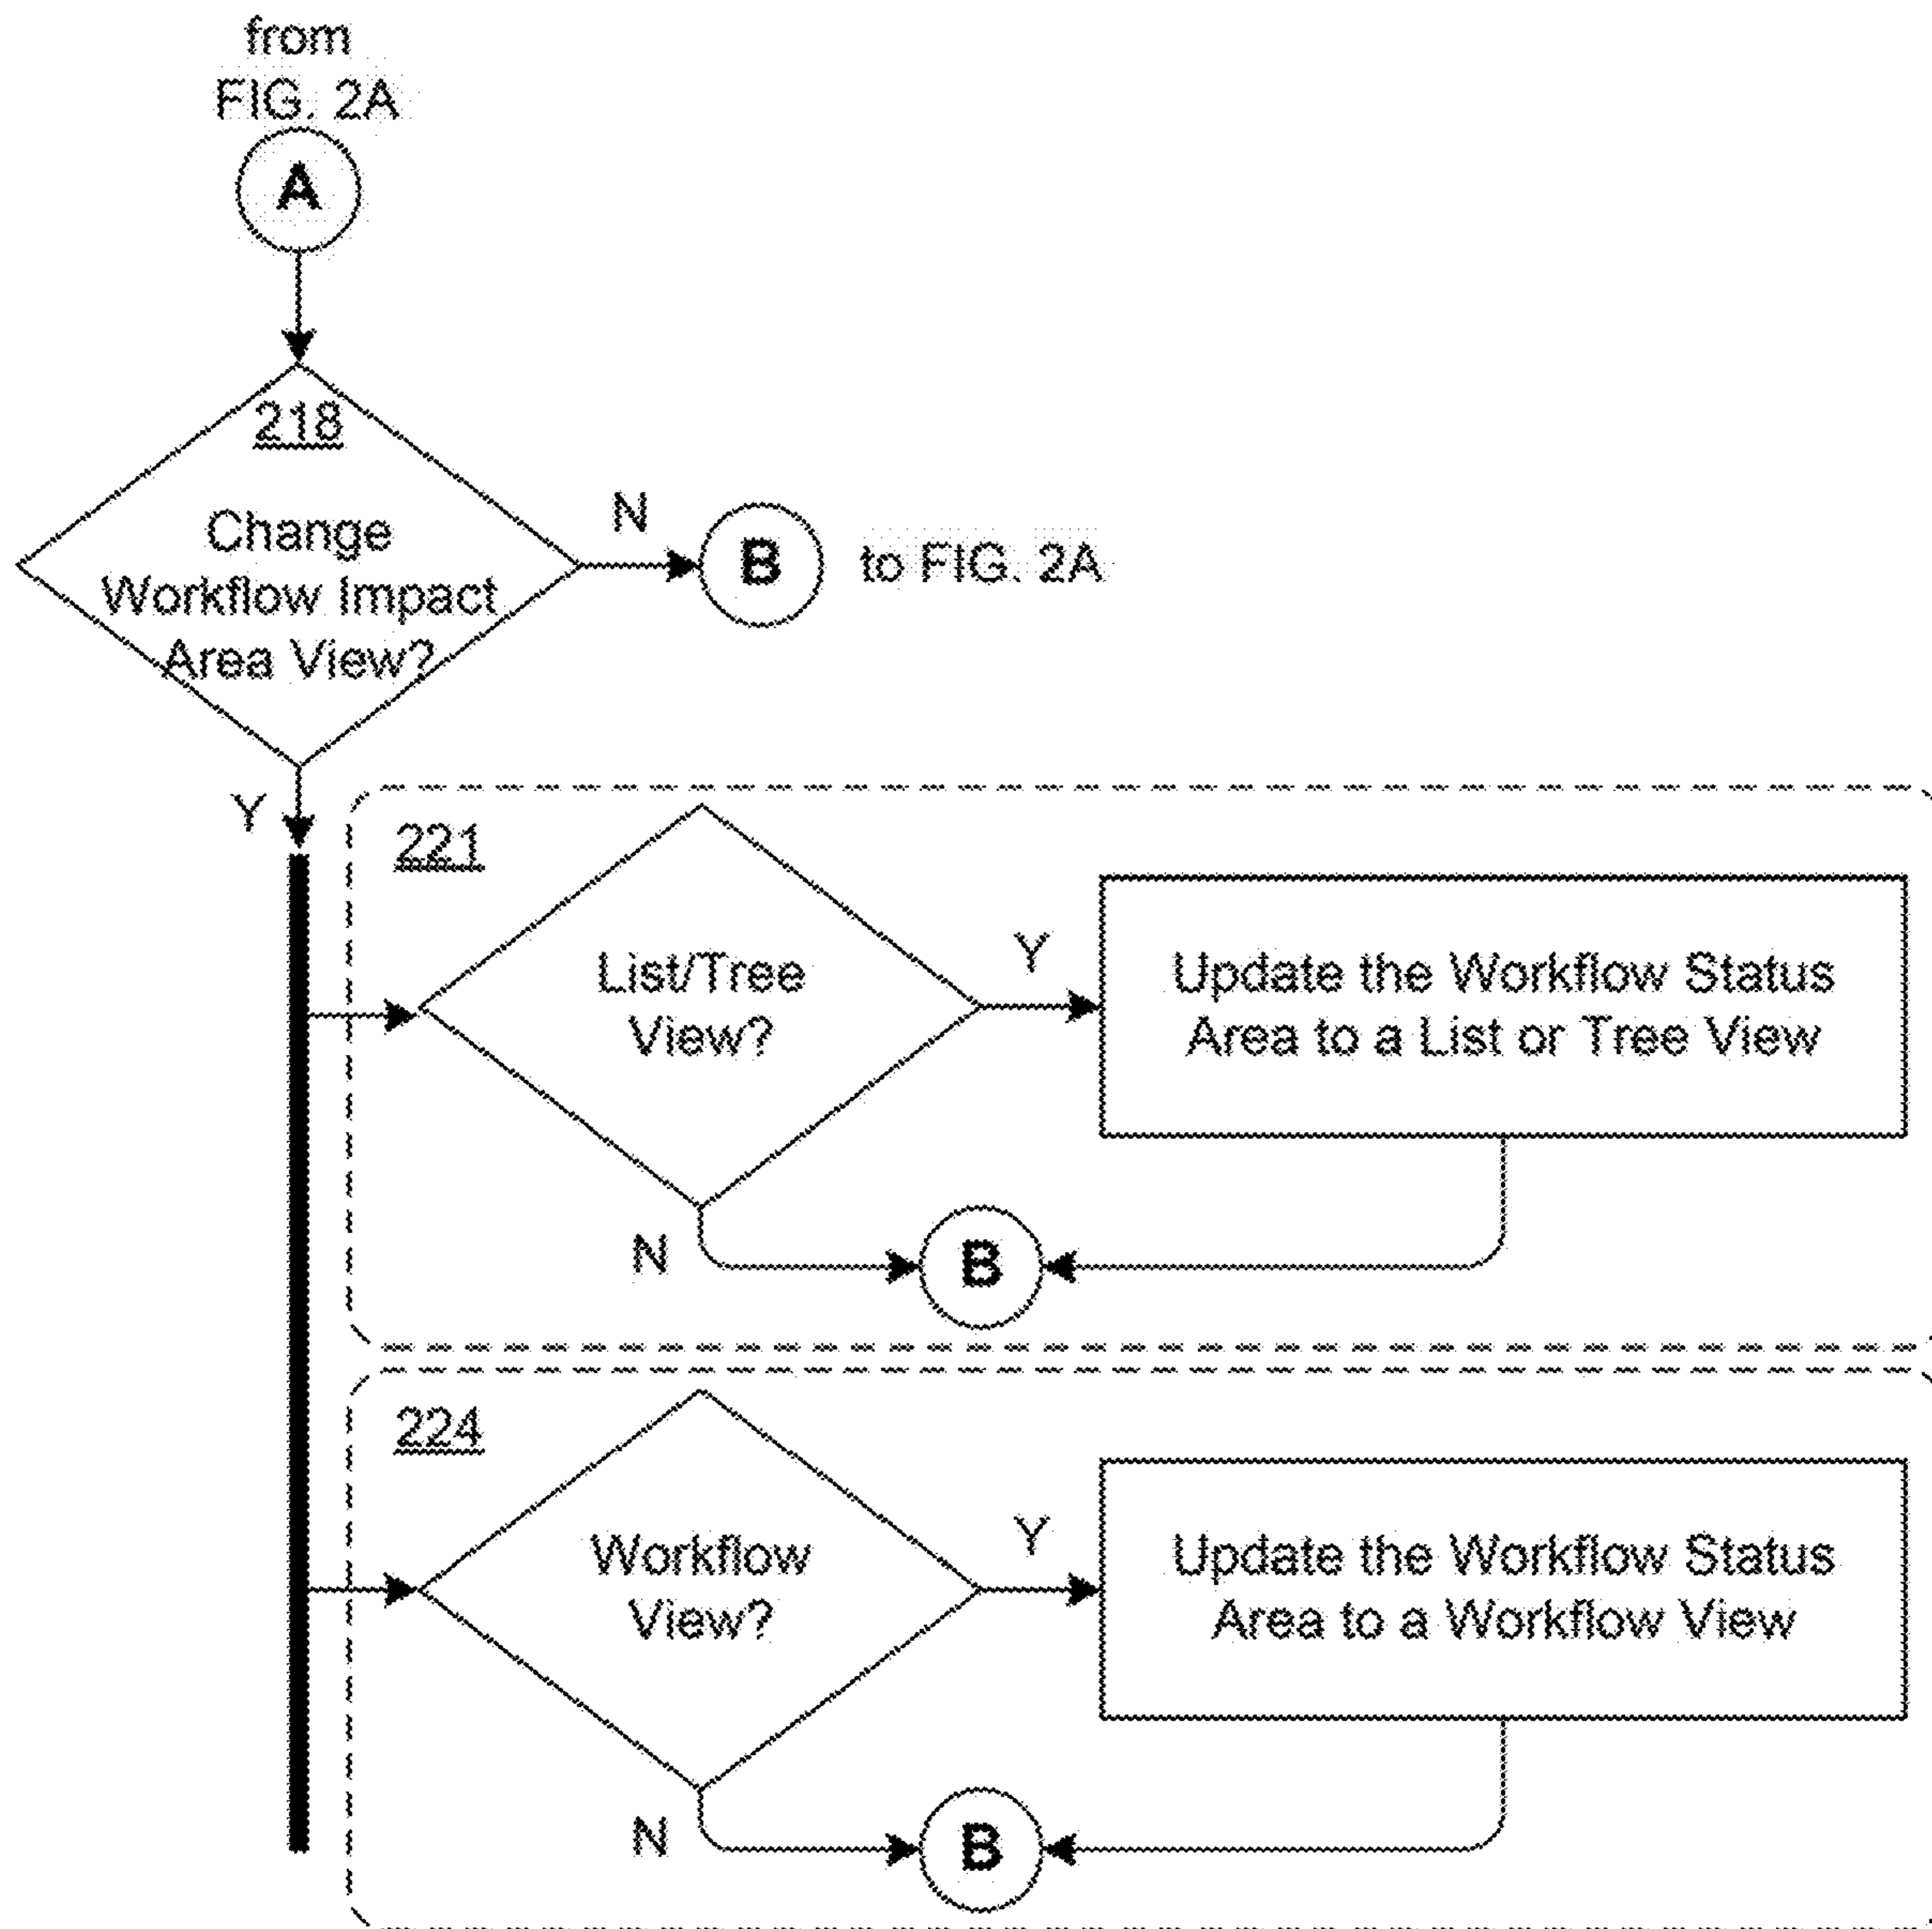 from
FIG. 2A
A
218
Change
Workflow Impact
Area View?
N
B
to FIG. 2A
Y
221
List/Tree
View?
Y
Update the Workflow Status
Area to a List or Tree View
N
B
224
Workflow
View?
Y
Update the Workflow Status
Area to a Workflow View
N
B